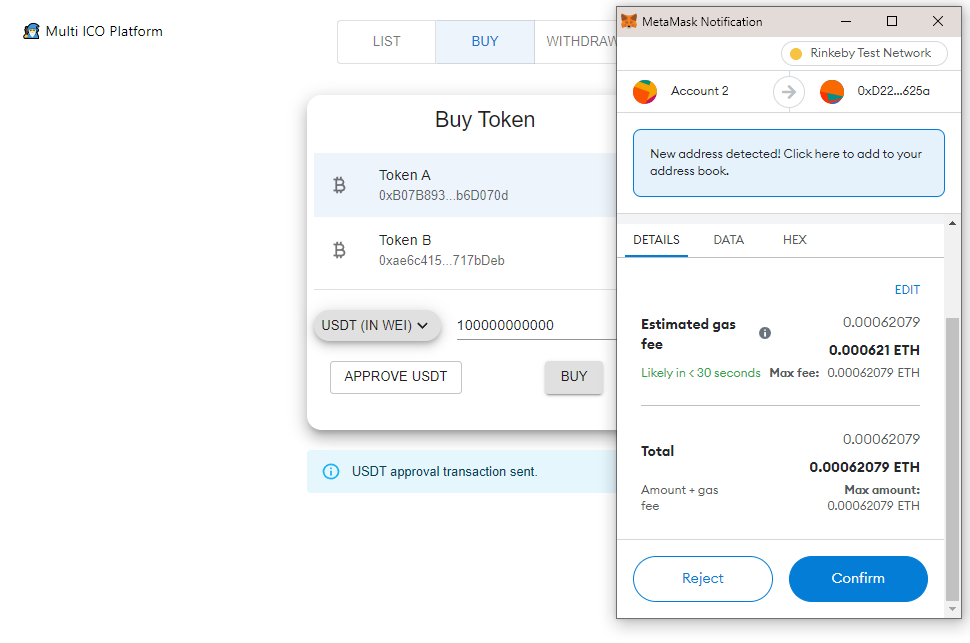 Multi ICO Platform
LIST
BUY
WITHDRAW
Buy Token
Token A
0xB07B893...b6D070d
Token B
0xae6c415...717bDeb
USDT (IN WEI)
100000000000
APPROVE USDT
BUY
USDT approval transaction sent.
MetaMask Notification
Rinkeby Test Network
Account 2
0xD22...625a
New address detected! Click here to add to your
address book.
DETAILS
DATA
HEX
EDIT
Estimated gas
fee
0.00062079
0.000621 ETH
Likely in < 30 seconds
Max fee: 0.00062079 ETH
Total
0.00062079
0.00062079 ETH
Amount + gas
fee
Max amount:
0.00062079 ETH
Reject
Confirm